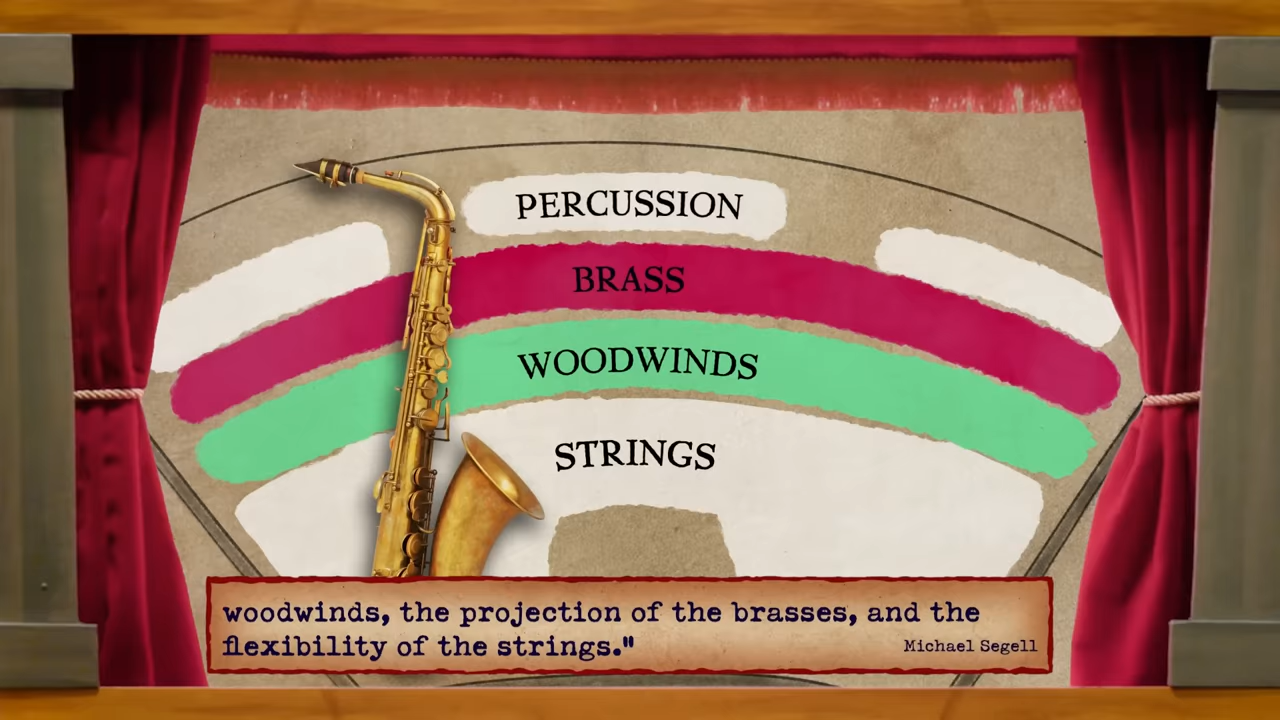 PERCUSSION
BRASS
WOODWINDS
STRINGS
woodwinds, the projection of the brasses, and the
flexibility of the strings."
Michael Segell